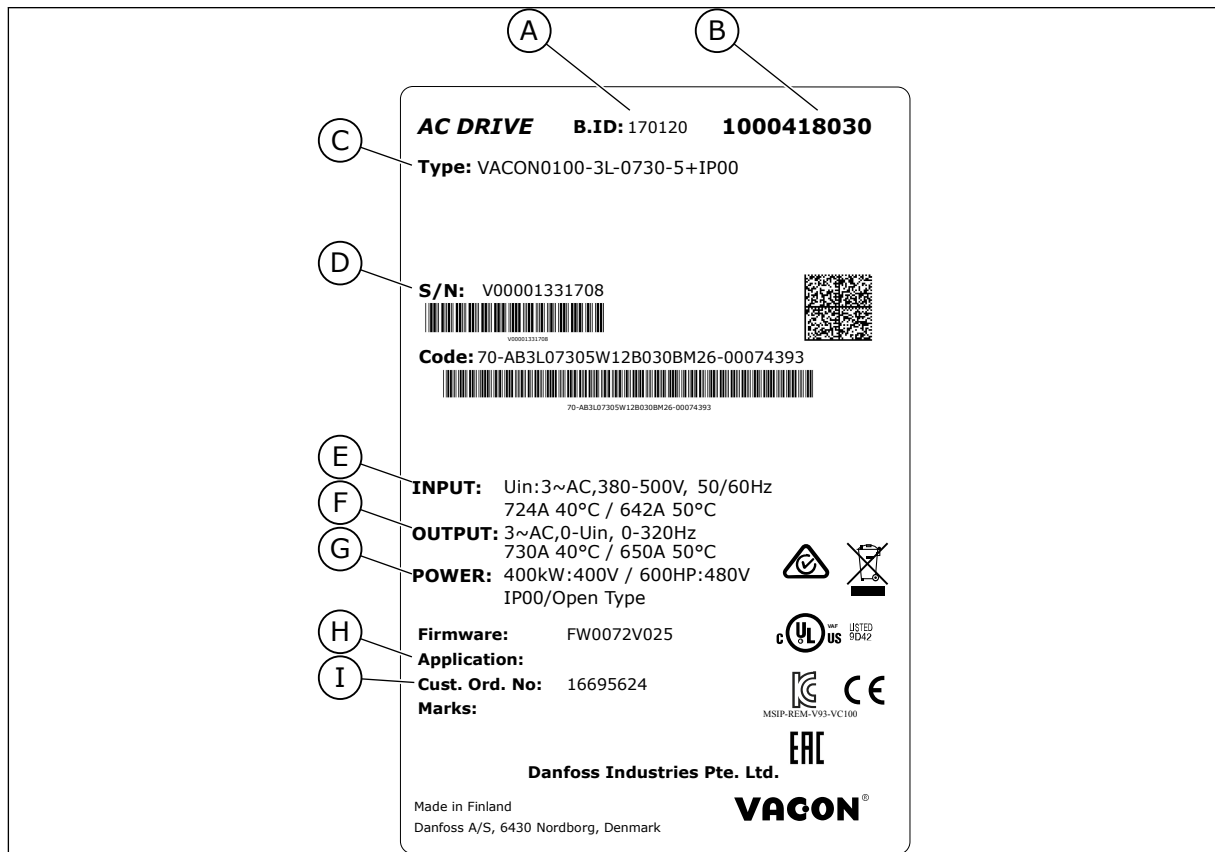 A
B
AC DRIVE B.ID: 170120 1000418030
C
Type: VACON0100-3L-0730-5+IP00
D
S/N: V00001331708
V00001331708
Code: 70-AB3L07305W12B030BM26-00074393
70-AB3L07305W12B030BM26-00074393
E
INPUT: Uin:3~AC,380-500V, 50/60Hz
724A 40°C / 642A 50°C
F
OUTPUT: 3~AC,0-Uin, 0-320Hz
730A 40°C / 650A 50°C
G
POWER: 400kW:400V / 600HP:480V
IP00/Open Type
Firmware: FW0072V025
C UL US VAF LISTED
9D42
H
Application:
I
Cust. Ord. No: 16695624
Marks:
KC CE
MSIP-REM-V93-VC100
EAC
Danfoss Industries Pte. Ltd.
Made in Finland
Danfoss A/S, 6430 Nordborg, Denmark
VACON®